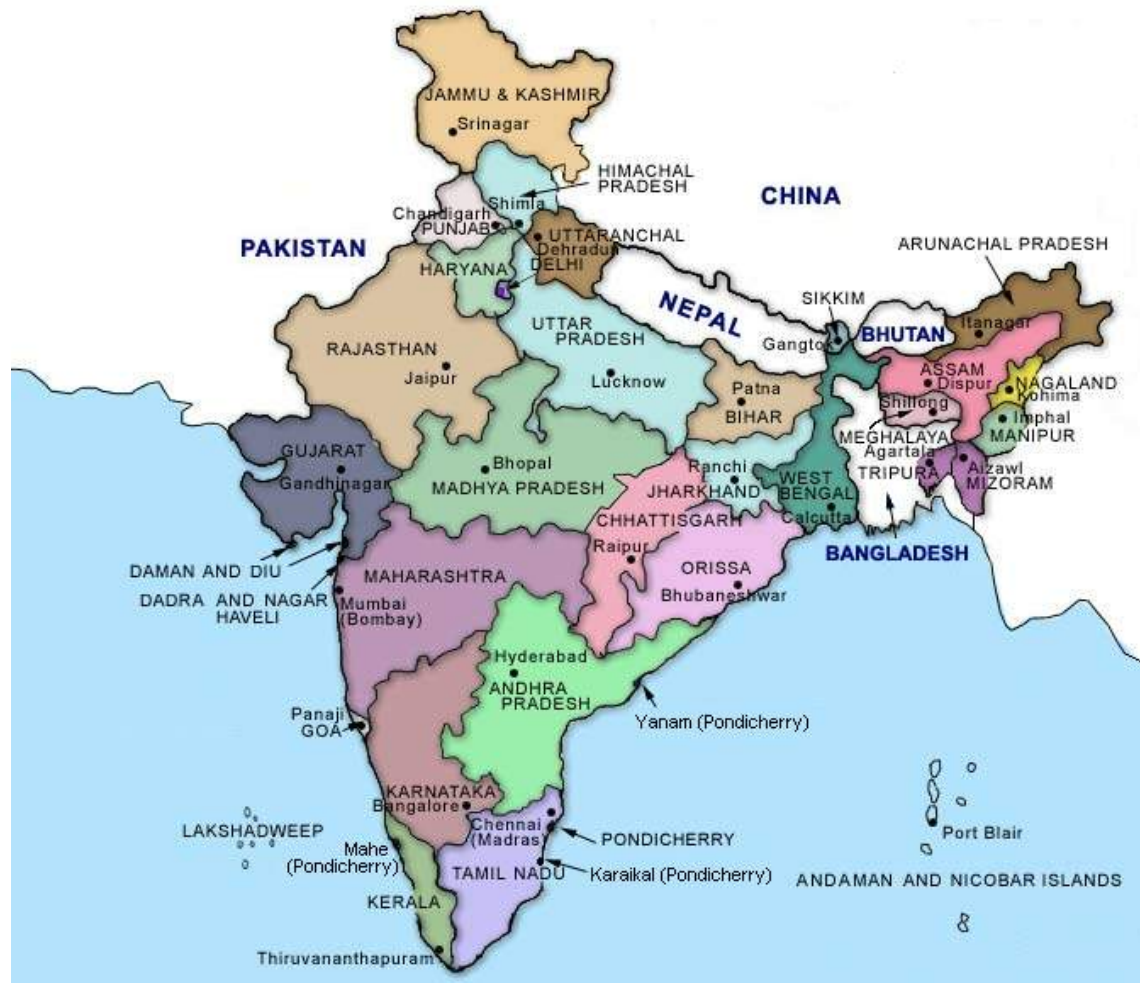 JAMMU & KASHMIR
Srinagar
HIMACHAL
PRADESH
CHINA
Shimla
Chandigarh
PUNJAB
PAKISTAN
UTTARANCHAL
Dehradun
DELHI
HARYANA
ARUNACHAL PRADESH
NEPAL
SIKKIM
Gangtok
BHUTAN
Itanagar
UTTAR
PRADESH
Lucknow
RAJASTHAN
Jaipur
Patna
BIHAR
ASSAM
Dispur
NAGALAND
Kohima
Shillong
Imphal
MANIPUR
MEGHALAYA
Agartala
TRIPURA
Aizawl
MIZORAM
GUJARAT
Gandhinagar
Bhopal
MADHYA PRADESH
Ranchi
JHARKHAND
WEST
BENGAL
Calcutta
BANGLADESH
CHHATTISGARH
Raipur
ORISSA
Bhubaneshwar
DAMAN AND DIU
DADRA AND NAGAR
HAVELI
MAHARASHTRA
Mumbai
(Bombay)
Hyderabad
ANDHRA
PRADESH
Yanam (Pondicherry)
Panaji
GOA
KARNATAKA
Bangalore
Chennai
(Madras)
PONDICHERRY
LAKSHADWEEP
Mahe
(Pondicherry)
TAMIL NADU
Karaikal (Pondicherry)
KERALA
Thiruvananthapuram
Port Blair
ANDAMAN AND NICOBAR ISLANDS